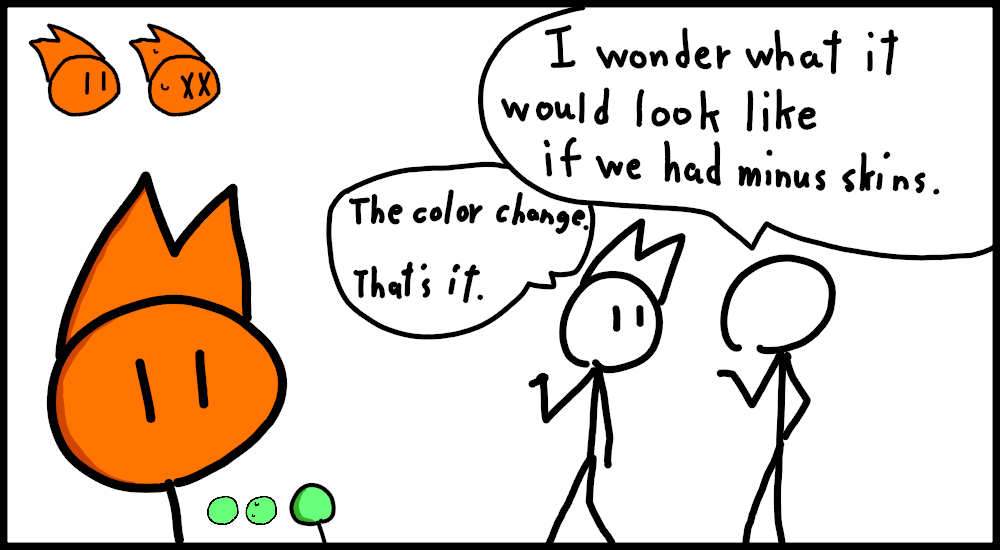 I wonder what it
would look like
if we had minus skins.
The color change.
That's it.